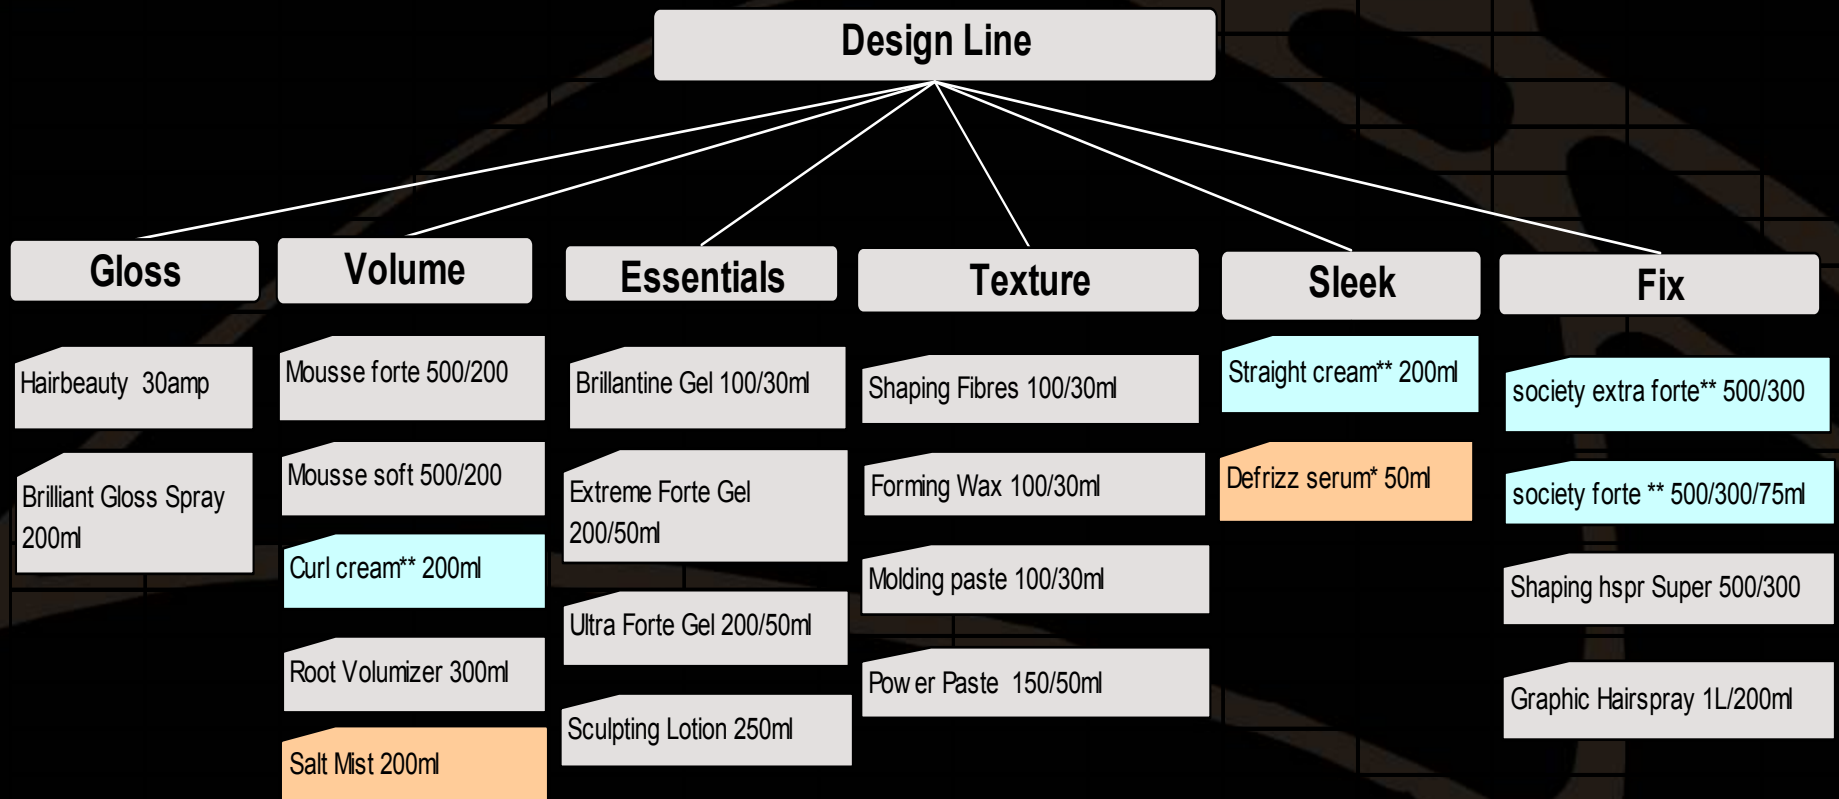 Design Line
Gloss
Volume
Essentials
Texture
Sleek
Fix
Hairbeauty 30amp
Brilliant Gloss Spray
200ml
Mousse forte 500/200
Mousse soft 500/200
Curl cream** 200ml
Root Volumizer 300ml
Salt Mist 200ml
Brillantine Gel 100/30ml
Extreme Forte Gel
200/50ml
Ultra Forte Gel 200/50ml
Sculpting Lotion 250ml
Shaping Fibres 100/30ml
Forming Wax 100/30ml
Molding paste 100/30ml
Power Paste 150/50ml
Straight cream** 200ml
Defrizz serum* 50ml
society extra forte** 500/300
society forte ** 500/300/75ml
Shaping hspr Super 500/300
Graphic Hairspray 1L/200ml